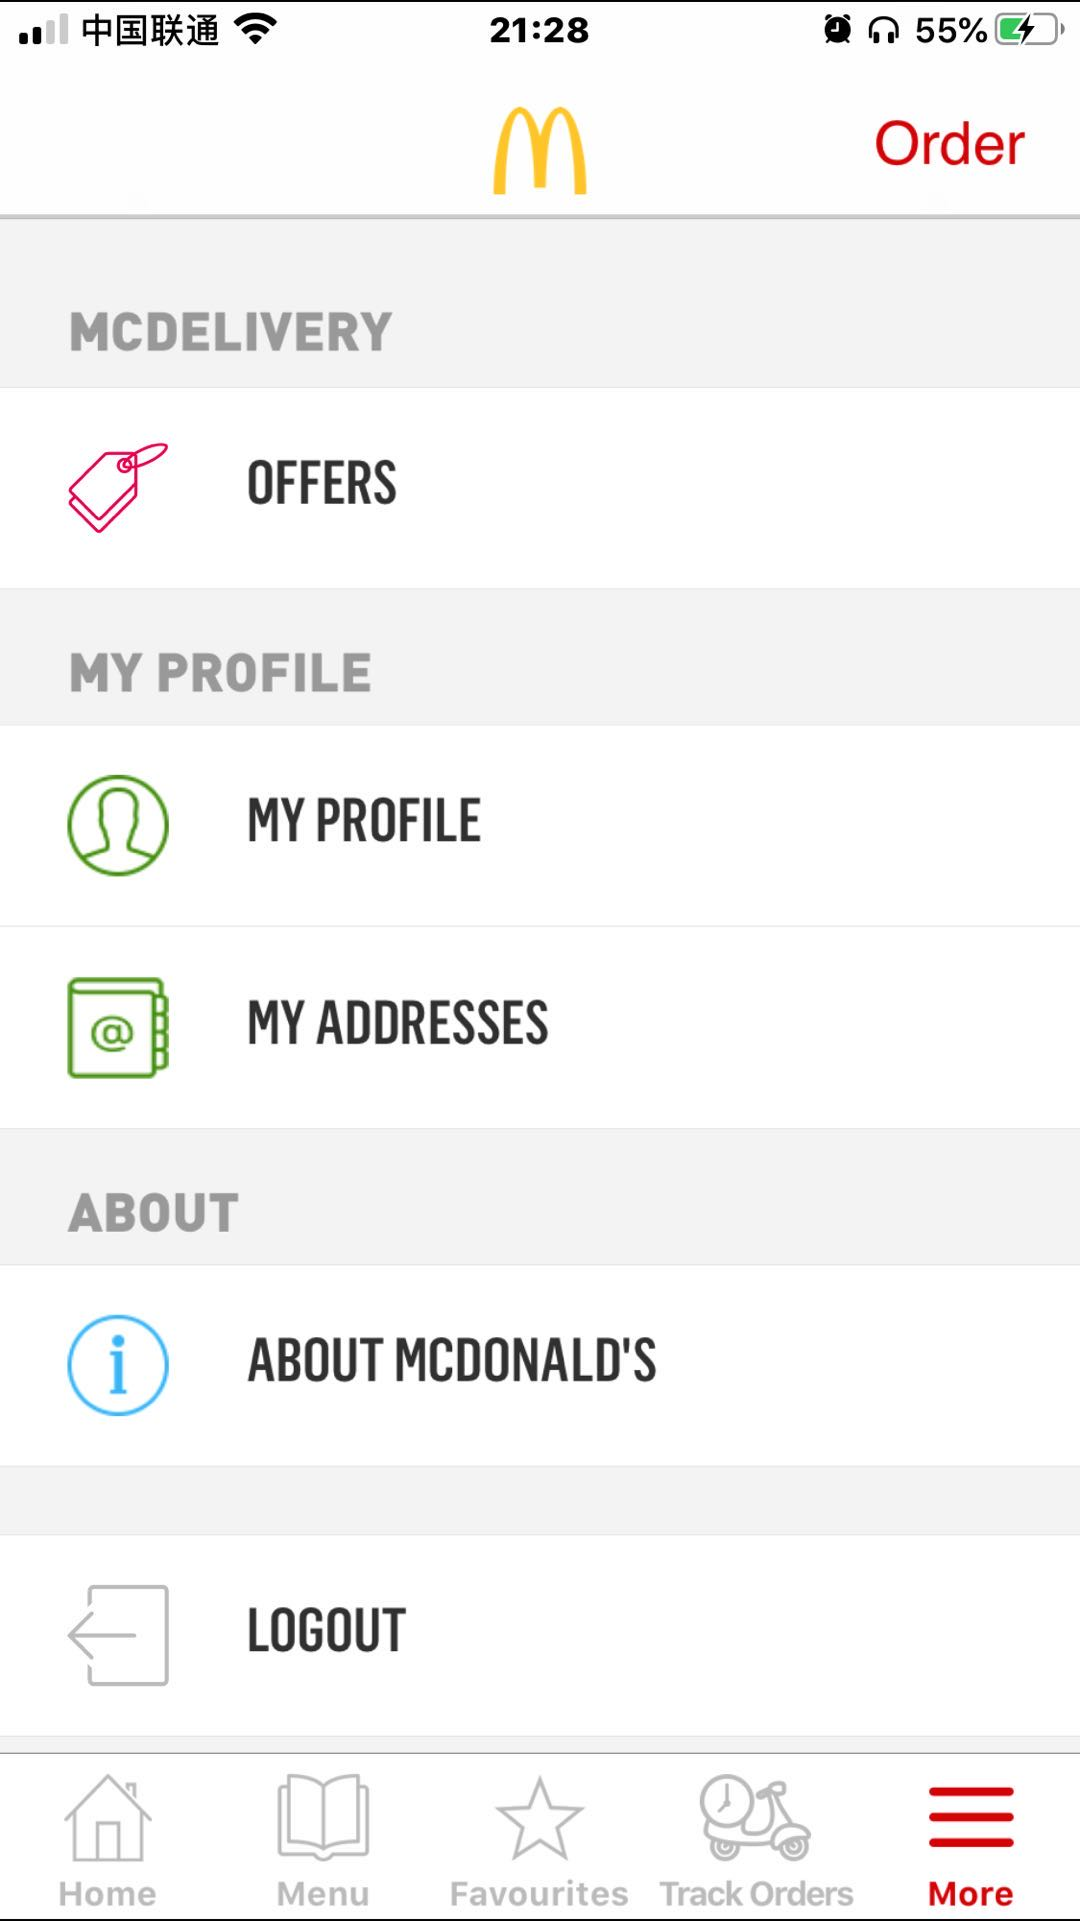 中国联通
21:28
55%
Order
MCDELIVERY
OFFERS
MY PROFILE
MY PROFILE
@
MY ADDRESSES
ABOUT
i
ABOUT MCDONALD'S
LOGOUT
Home
Menu
Favourites
Track Orders
More